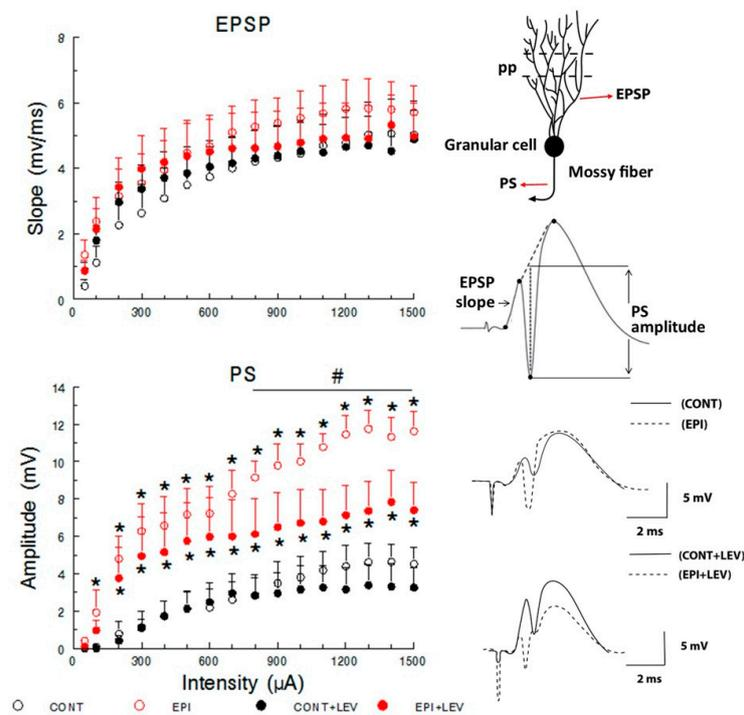 EPSP
8
6
4
2
0
Slope (mv/ms)
0 300 600 900 1200 1500
pp
EPSP
Granular cell
Mossy fiber
PS
EPSP
slope
PS
amplitude
PS
#
14
12
10
8
6
4
2
0
Amplitude (mV)
* * * * * * * * * * * * * *
* * * * * * * * * * * * * *
0 300 600 900 1200 1500
Intensity (µA)
(CONT)
(EPI)
5 mV
2 ms
(CONT+LEV)
(EPI+LEV)
5 mV
2 ms
CONT EPI CONT+LEV EPI+LEV